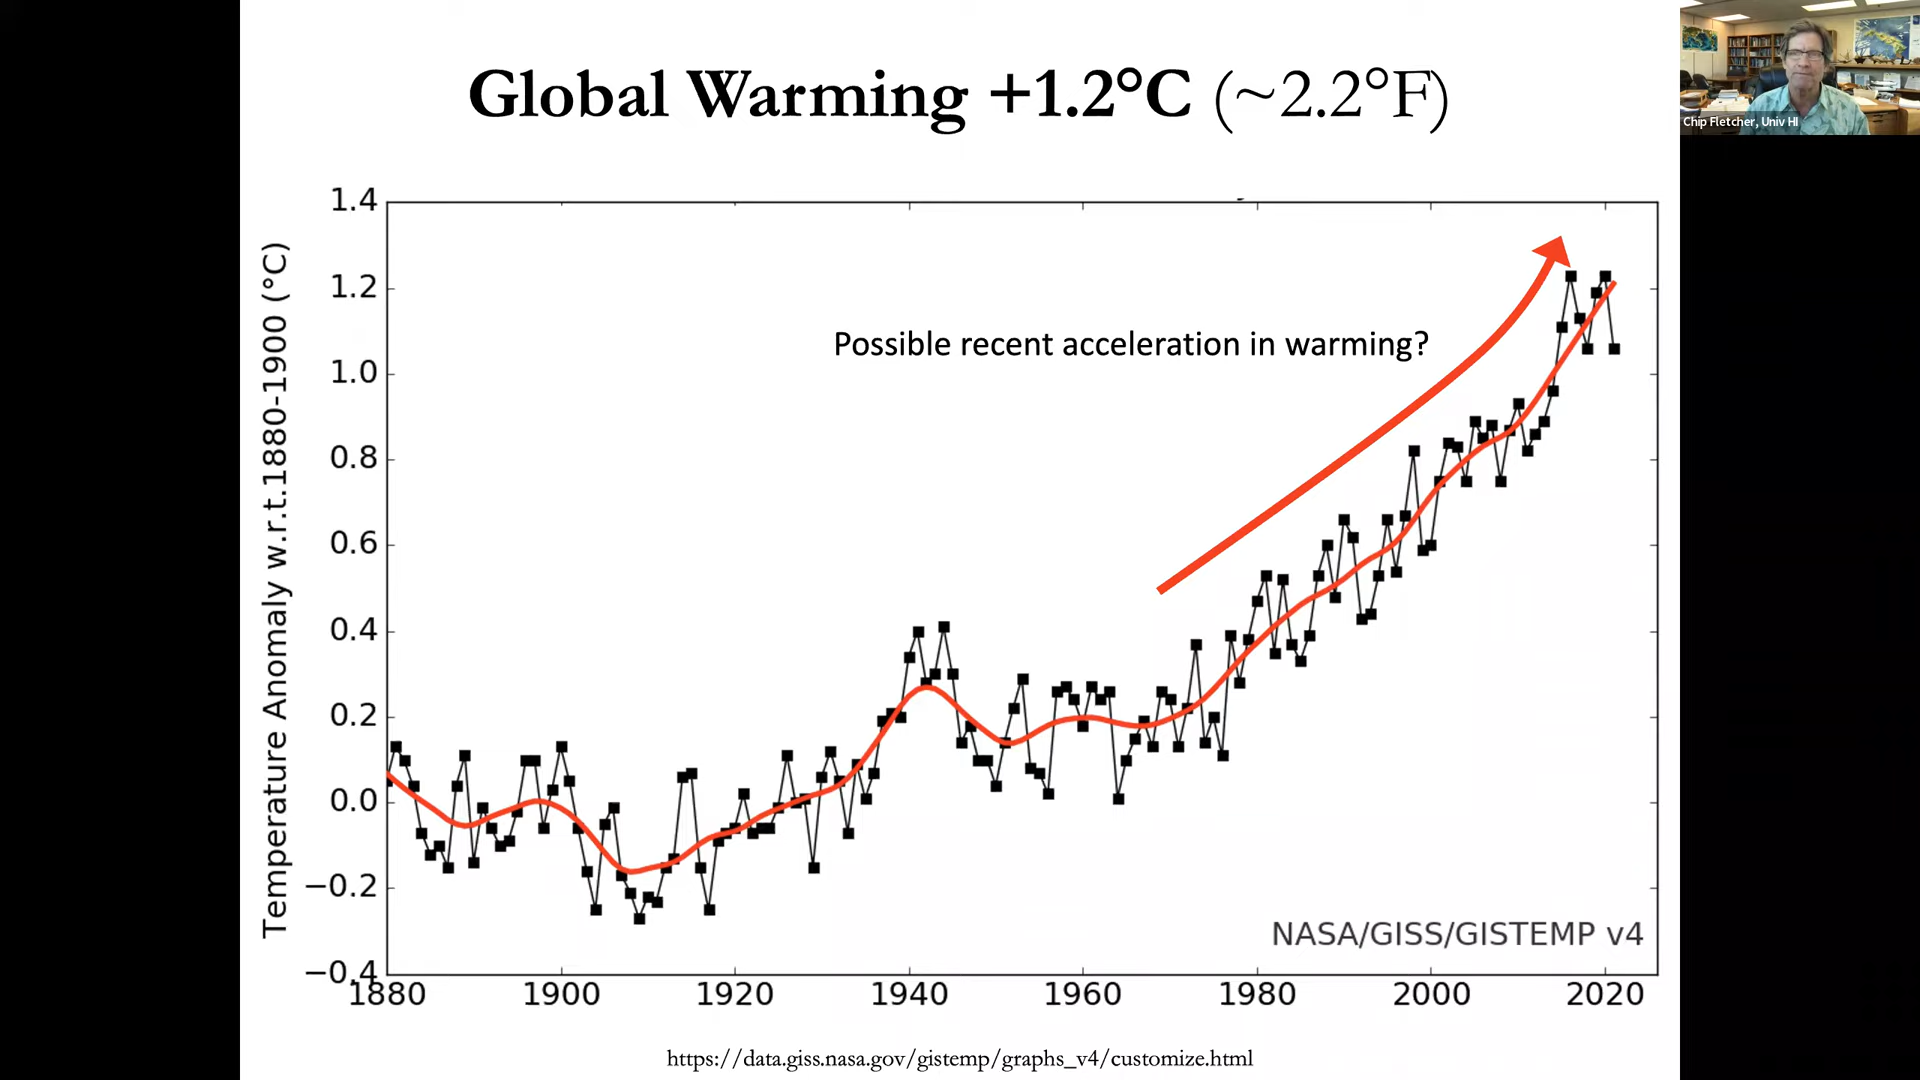 Global Warming +1.2°C (~2.2°F)
Chip Fletcher, Univ HI
Temperature Anomaly w.r.t.1880-1900 (°C)
1.4
1.2
1.0
0.8
0.6
0.4
0.2
0.0
−0.2
−0.4
Possible recent acceleration in warming?
NASA/GISS/GISTEMP v4
1880 1900 1920 1940 1960 1980 2000 2020
https://data.giss.nasa.gov/gistemp/graphs_v4/customize.html